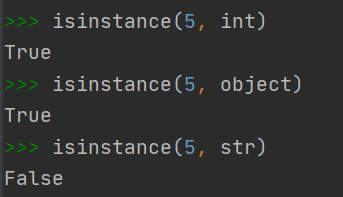 >>> isinstance(5, int)
True
>>> isinstance(5, object)
True
>>> isinstance(5, str)
False